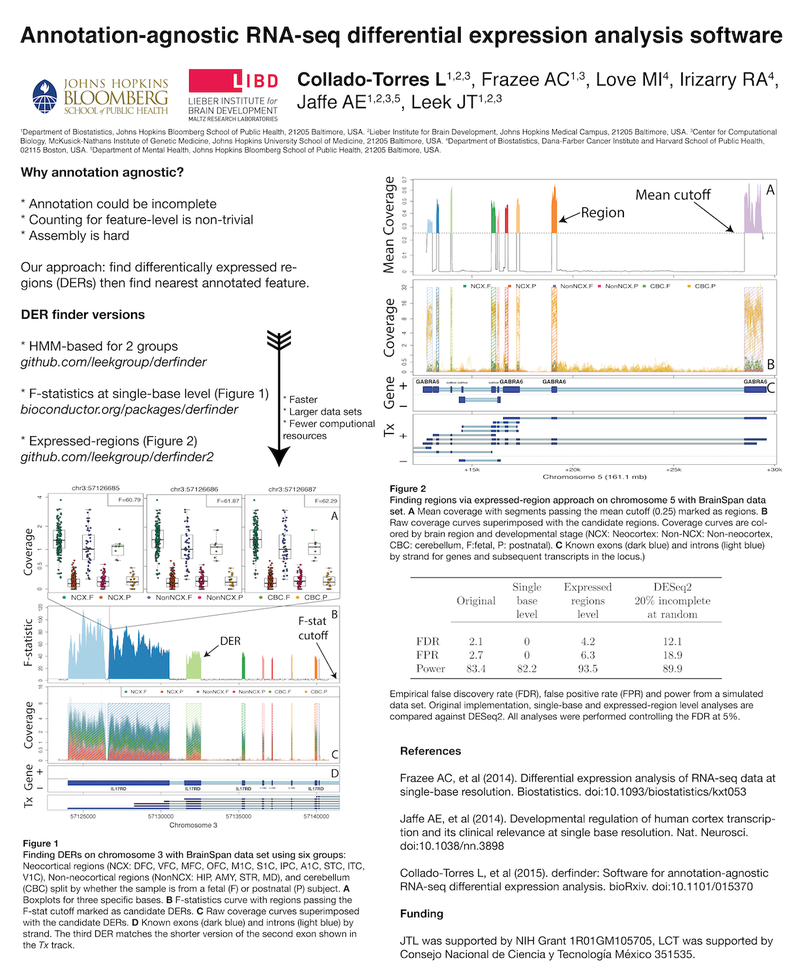 Annotation-agnostic RNA-seq differential expression analysis software
JOHNS HOPKINS
BLOOMBERG
SCHOOL of PUBLIC HEALTH
LIBD
LIEBER INSTITUTE for
BRAIN DEVELOPMENT
MALTZ RESEARCH LABORATORIES
Collado-Torres L1,2,3, Frazee AC1,3, Love MI4, Irizarry RA4,
Jaffe AE1,2,3,5, Leek JT1,2,3
1Department of Biostatistics, Johns Hopkins Bloomberg School of Public Health, 21205 Baltimore, USA. 2Lieber Institute for Brain Development, Johns Hopkins Medical Campus, 21205 Baltimore, USA. 3Center for Computational
Biology, McKusick-Nathans Institute of Genetic Medicine, Johns Hopkins University School of Medicine, 21205 Baltimore, USA. 4Department of Biostatistics, Dana-Farber Cancer Institute and Harvard School of Public Health,
02115 Boston, USA. 5Department of Mental Health, Johns Hopkins Bloomberg School of Public Health, 21205 Baltimore, USA.
Why annotation agnostic?
* Annotation could be incomplete
* Counting for feature-level is non-trivial
* Assembly is hard
Our approach: find differentially expressed re-
gions (DERs) then find nearest annotated feature.
DER finder versions
* HMM-based for 2 groups
github.com/leekgroup/derfinder
* F-statistics at single-base level (Figure 1)
bioconductor.org/packages/derfinder
* Expressed-regions (Figure 2)
github.com/leekgroup/derfinder2
* Faster
* Larger data sets
* Fewer computional
resources
chr3:57126685
chr3:57126686
chr3:57126687
F=60.79
F=61.87
F=62.29
A
Coverage
NCX.F NCX.P NonNCX.F NonNCX.P CBC.F CBC.P
B
F-statistic
DER
F-stat
cutoff
NCX.F NCX.P NonNCX.F NonNCX.P CBC.F CBC.P
Coverage
C
Gene
+
−
D
IL17RD IL17RD IL17RD
Tx
+
−
57125000 57130000 57135000 57140000
Chromosome 3
Figure 1
Finding DERs on chromosome 3 with BrainSpan data set using six groups:
Neocortical regions (NCX: DFC, VFC, MFC, OFC, M1C, S1C, IPC, A1C, STC, ITC,
V1C), Non-neocortical regions (NonNCX: HIP, AMY, STR, MD), and cerebellum
(CBC) split by whether the sample is from a fetal (F) or postnatal (P) subject. A
Boxplots for three specific bases. B F-statistics curve with regions passing the
F-stat cutoff marked as candidate DERs. C Raw coverage curves superimposed
with the candidate DERs. D Known exons (dark blue) and introns (light blue) by
strand. The third DER matches the shorter version of the second exon shown in
the Tx track.
Mean Coverage
Region
Mean cutoff
A
NCX.F NCX.P NonNCX.F NonNCX.P CBC.F CBC.P
Coverage
B
Gene
+
−
GABRA6 GABRA6 GABRA6 GABRA6
C
Tx
+
−
+15k +20k +25k +30k
Chromosome 5 (161.1 mb)
Figure 2
Finding regions via expressed-region approach on chromosome 5 with BrainSpan data
set. A Mean coverage with segments passing the mean cutoff (0.25) marked as regions. B
Raw coverage curves superimposed with the candidate regions. Coverage curves are col-
ored by brain region and developmental stage (NCX: Neocortex: Non-NCX: Non-neocortex,
CBC: cerebellum, F:fetal, P: postnatal). C Known exons (dark blue) and introns (light blue)
by strand for genes and subsequent transcripts in the locus.)
Original Single base level Expressed regions level DESeq2 20% incomplete at random
FDR 2.1 0 4.2 12.1
FPR 2.7 0 6.3 18.9
Power 83.4 82.2 93.5 89.9
Empirical false discovery rate (FDR), false positive rate (FPR) and power from a simulated
data set. Original implementation, single-base and expressed-region level analyses are
compared against DESeq2. All analyses were performed controlling the FDR at 5%.
References
Frazee AC, et al (2014). Differential expression analysis of RNA-seq data at
single-base resolution. Biostatistics. doi:10.1093/biostatistics/kxt053
Jaffe AE, et al (2014). Developmental regulation of human cortex transcrip-
tion and its clinical relevance at single base resolution. Nat. Neurosci.
doi:10.1038/nn.3898
Collado-Torres L, et al (2015). derfinder: Software for annotation-agnostic
RNA-seq differential expression analysis. bioRxiv. doi:10.1101/015370
Funding
JTL was supported by NIH Grant 1R01GM105705, LCT was supported by
Consejo Nacional de Ciencia y Tecnología México 351535.